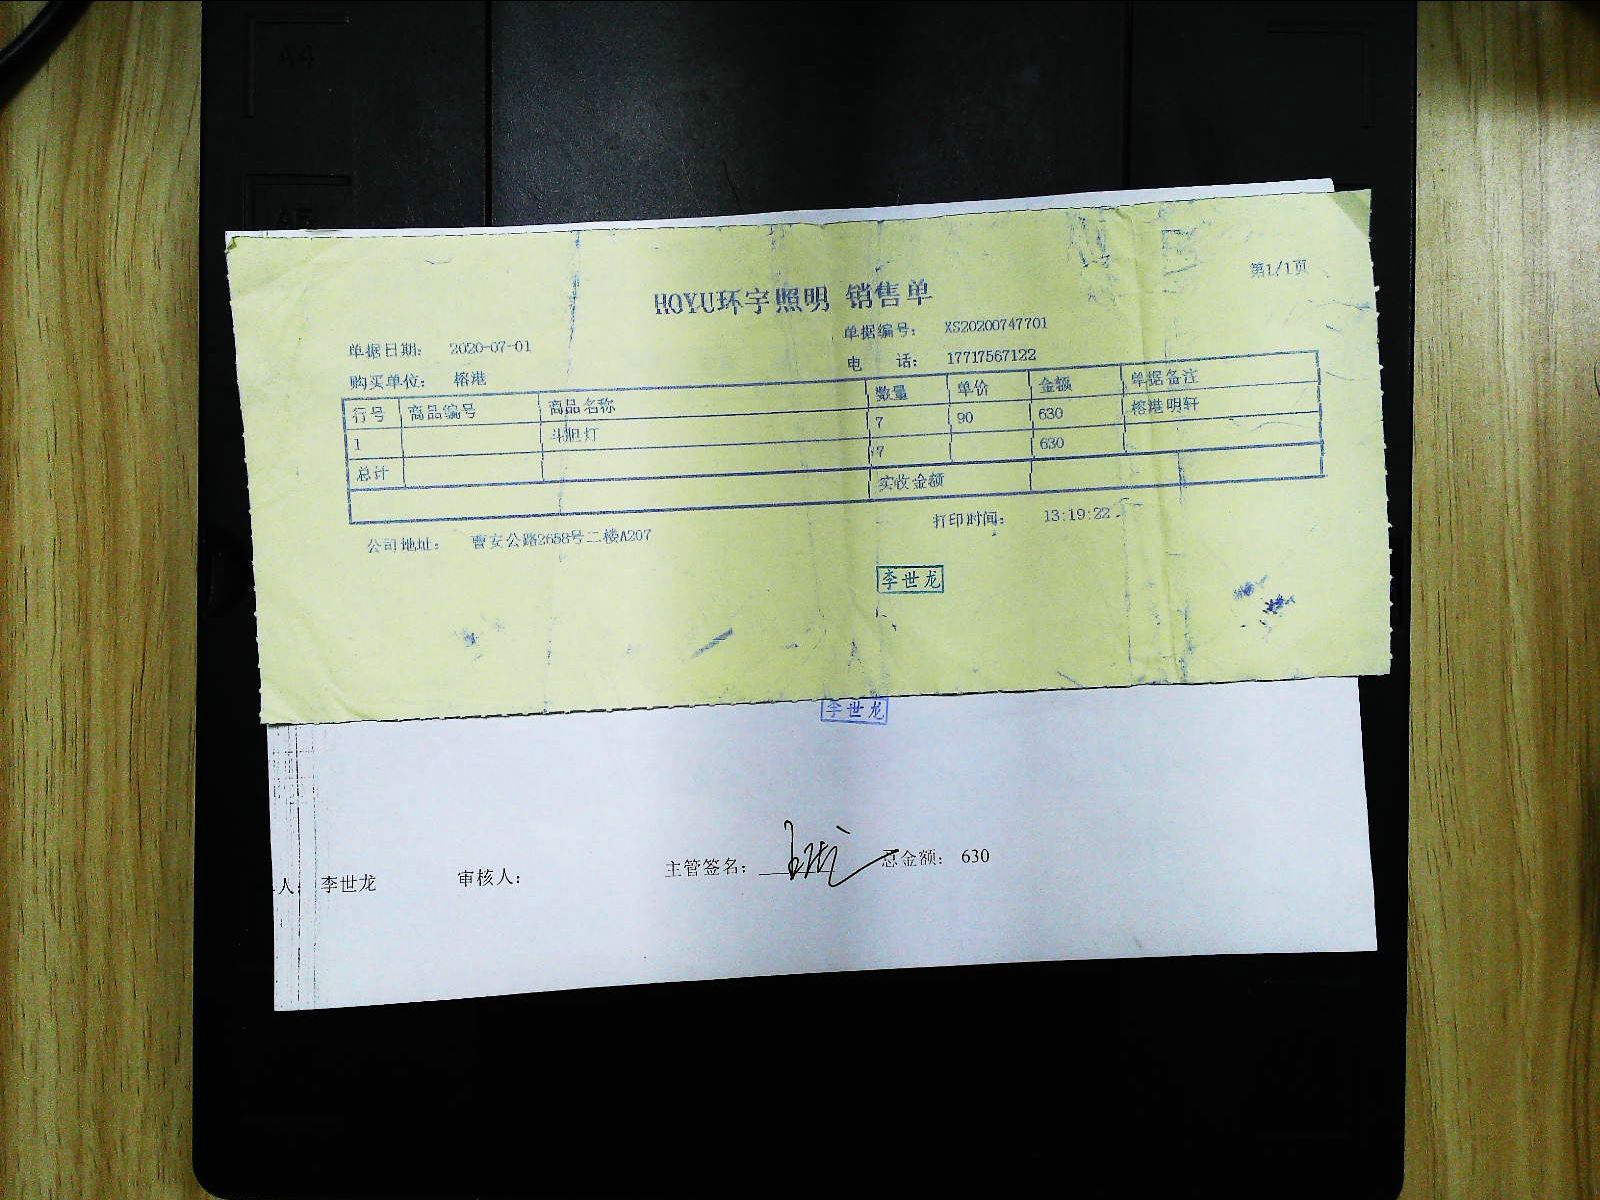 A4
A5
第1/1页
HOYU环宇照明 销售单
单据编号： XS20200747701
单据日期： 2020-07-01
电 话： 17717567122
购买单位： 榕港
行号 商品编号 商品名称 数量 单价 金额 单据备注
1 斗胆灯 7 90 630 榕港明轩
总计 7 630
实收金额
打印时间： 13:19:22
公司地址： 曹安公路2658号二楼A207
李世龙
李世龙
人： 李世龙 审核人： 主管签名： 总金额： 630